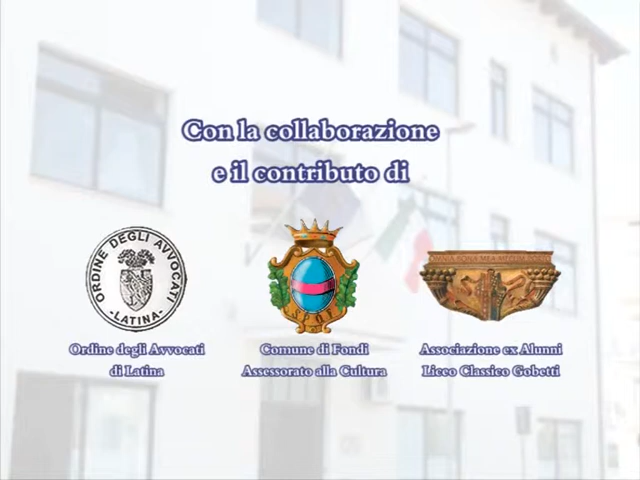 Con la collaborazione
e il contributo di
ORDINE DEGLI AVVOCATI
-LATINA-
Ordine degli Avvocati
di Latina
SPQF
Comune di Fondi
Assessorato alla Cultura
Associazione ex Alunni
Liceo Classico Gobetti